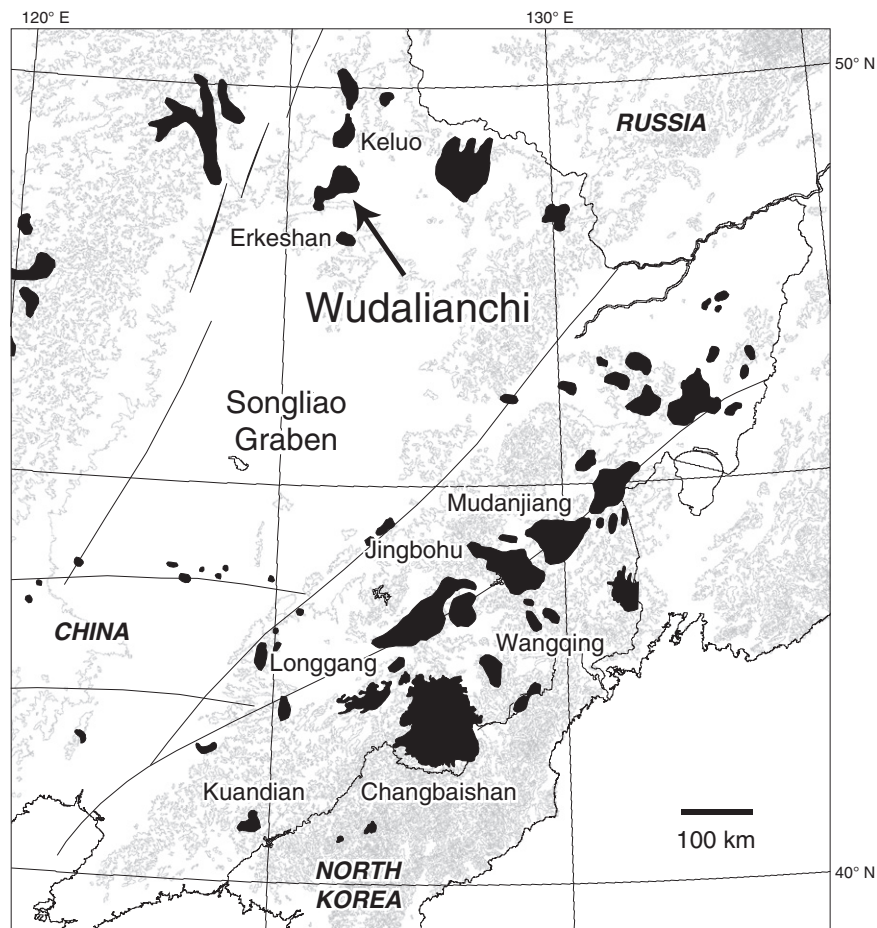 120° E
130° E
50° N
RUSSIA
Keluo
Erkeshan
Wudalianchi
Songliao
Graben
Mudanjiang
Jingbohu
CHINA
Wangqing
Longgang
Kuandian
Changbaishan
100 km
NORTH
KOREA
40° N